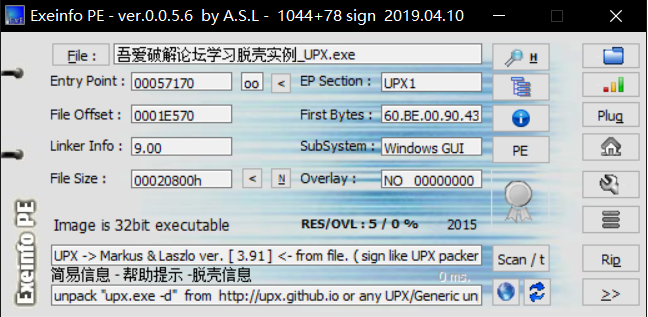 Exeinfo PE - ver.0.0.5.6 by A.S.L - 1044+78 sign 2019.04.10
File : 吾爱破解论坛学习脱壳实例_UPX.exe H
Entry Point : 00057170 oo < EP Section : UPX1
File Offset : 0001E570 First Bytes : 60.BE.00.90.43 Plug
Linker Info : 9.00 SubSystem : Windows GUI PE
File Size : 00020800h < N Overlay : NO 00000000
Image is 32bit executable RES/OVL : 5 / 0 % 2015
Exeinfo PE
UPX -> Markus & Laszlo ver. [ 3.91 ] <- from file. ( sign like UPX packer Scan / t Rip
简易信息 - 帮助提示 -脱壳信息 0 ms.
unpack "upx.exe -d" from http://upx.github.io or any UPX/Generic un >>